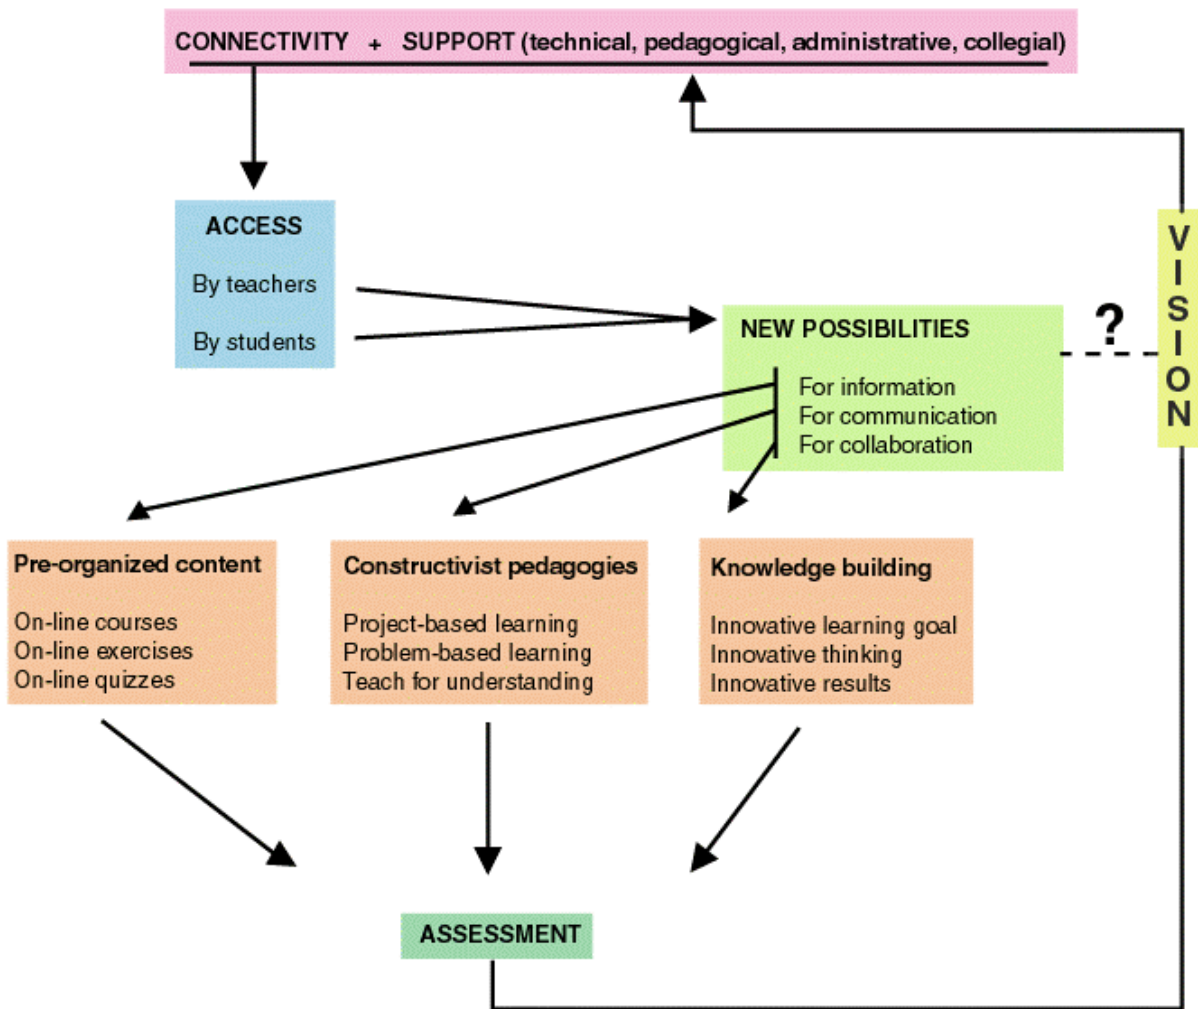 CONNECTIVITY + SUPPORT (technical, pedagogical, administrative, collegial)
ACCESS
By teachers
By students
NEW POSSIBILITIES
For information
For communication
For collaboration
?
VISION
Pre-organized content
On-line courses
On-line exercises
On-line quizzes
Constructivist pedagogies
Project-based learning
Problem-based learning
Teach for understanding
Knowledge building
Innovative learning goal
Innovative thinking
Innovative results
ASSESSMENT